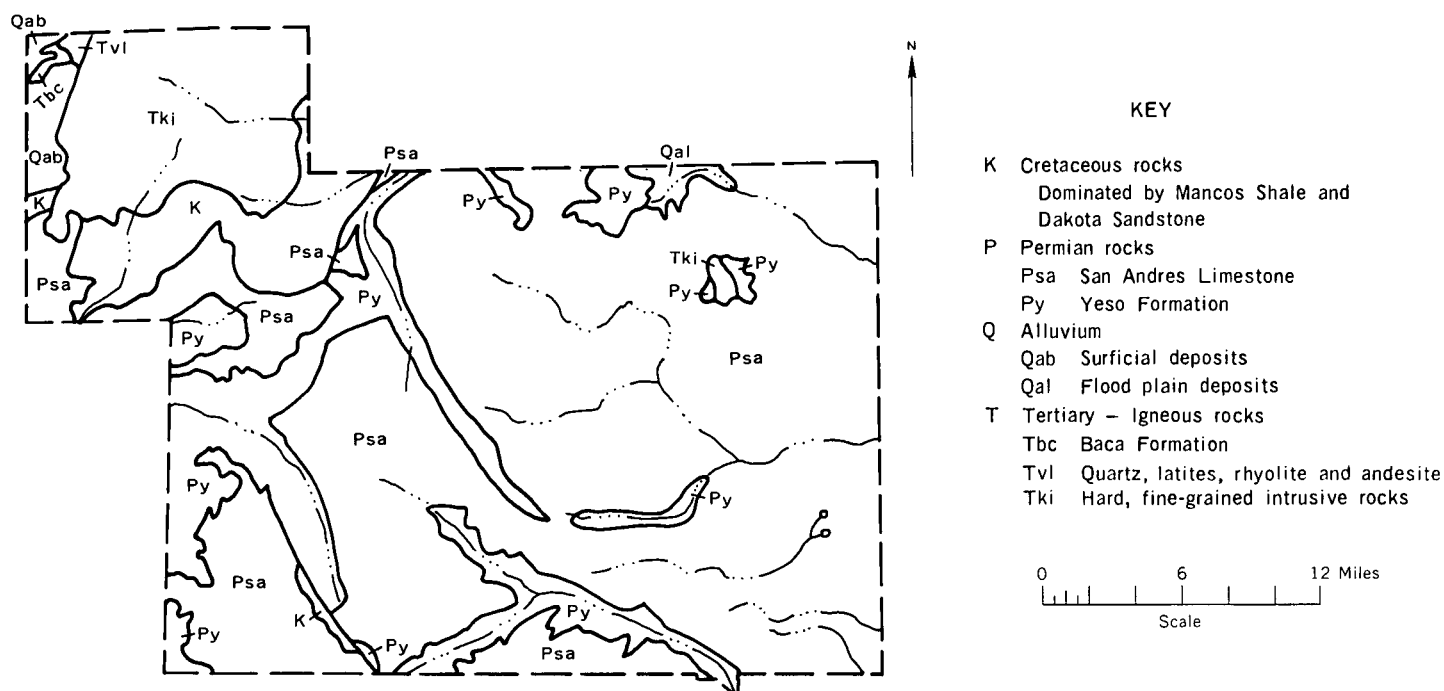 Qab
Tvl
Tbc
Tki
Qab
K
K
Psa
Psa
Qal
Py
Py
Psa
Psa
Py
Tki
Py
Py
Psa
Py
Psa
Psa
Py
Py
Psa
K
Py
Py
Py
Psa
N
KEY
K Cretaceous rocks
Dominated by Mancos Shale and
Dakota Sandstone
P Permian rocks
Psa San Andres Limestone
Py Yeso Formation
Q Alluvium
Qab Surficial deposits
Qal Flood plain deposits
T Tertiary – Igneous rocks
Tbc Baca Formation
Tvl Quartz, latites, rhyolite and andesite
Tki Hard, fine-grained intrusive rocks
0 6 12 Miles
Scale